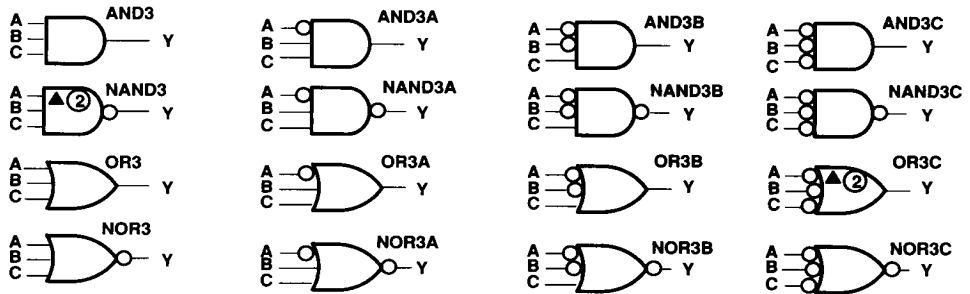 AND3 AND3A AND3B AND3C
A A A A
B Y B Y B Y B Y
C C C C
NAND3 NAND3A NAND3B NAND3C
A ▲ ② A A A
B Y B Y B Y B Y
C C C C
OR3 OR3A OR3B OR3C
A A A A ▲ ②
B Y B Y B Y B Y
C C C C
NOR3 NOR3A NOR3B NOR3C
A A A A
B Y B Y B Y B Y
C C C C